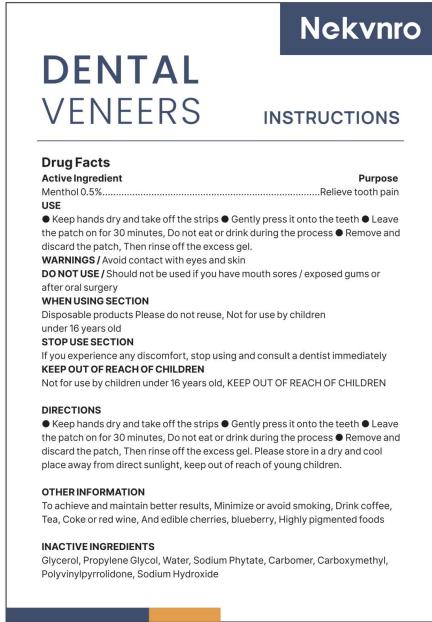 Nekvnro
DENTAL
VENEERS
INSTRUCTIONS
Drug Facts
Active Ingredient Purpose
Menthol 0.5%..........................................................................Relieve tooth pain
USE
● Keep hands dry and take off the strips ● Gently press it onto the teeth ● Leave
the patch on for 30 minutes, Do not eat or drink during the process ● Remove and
discard the patch, Then rinse off the excess gel.
WARNINGS / Avoid contact with eyes and skin
DO NOT USE / Should not be used if you have mouth sores / exposed gums or
after oral surgery
WHEN USING SECTION
Disposable products Please do not reuse, Not for use by children
under 16 years old
STOP USE SECTION
If you experience any discomfort, stop using and consult a dentist immediately
KEEP OUT OF REACH OF CHILDREN
Not for use by children under 16 years old, KEEP OUT OF REACH OF CHILDREN
DIRECTIONS
● Keep hands dry and take off the strips ● Gently press it onto the teeth ● Leave
the patch on for 30 minutes, Do not eat or drink during the process ● Remove and
discard the patch, Then rinse off the excess gel. Please store in a dry and cool
place away from direct sunlight, keep out of reach of young children.
OTHER INFORMATION
To achieve and maintain better results, Minimize or avoid smoking, Drink coffee,
Tea, Coke or red wine, And edible cherries, blueberry, Highly pigmented foods
INACTIVE INGREDIENTS
Glycerol, Propylene Glycol, Water, Sodium Phytate, Carbomer, Carboxymethyl,
Polyvinylpyrrolidone, Sodium Hydroxide